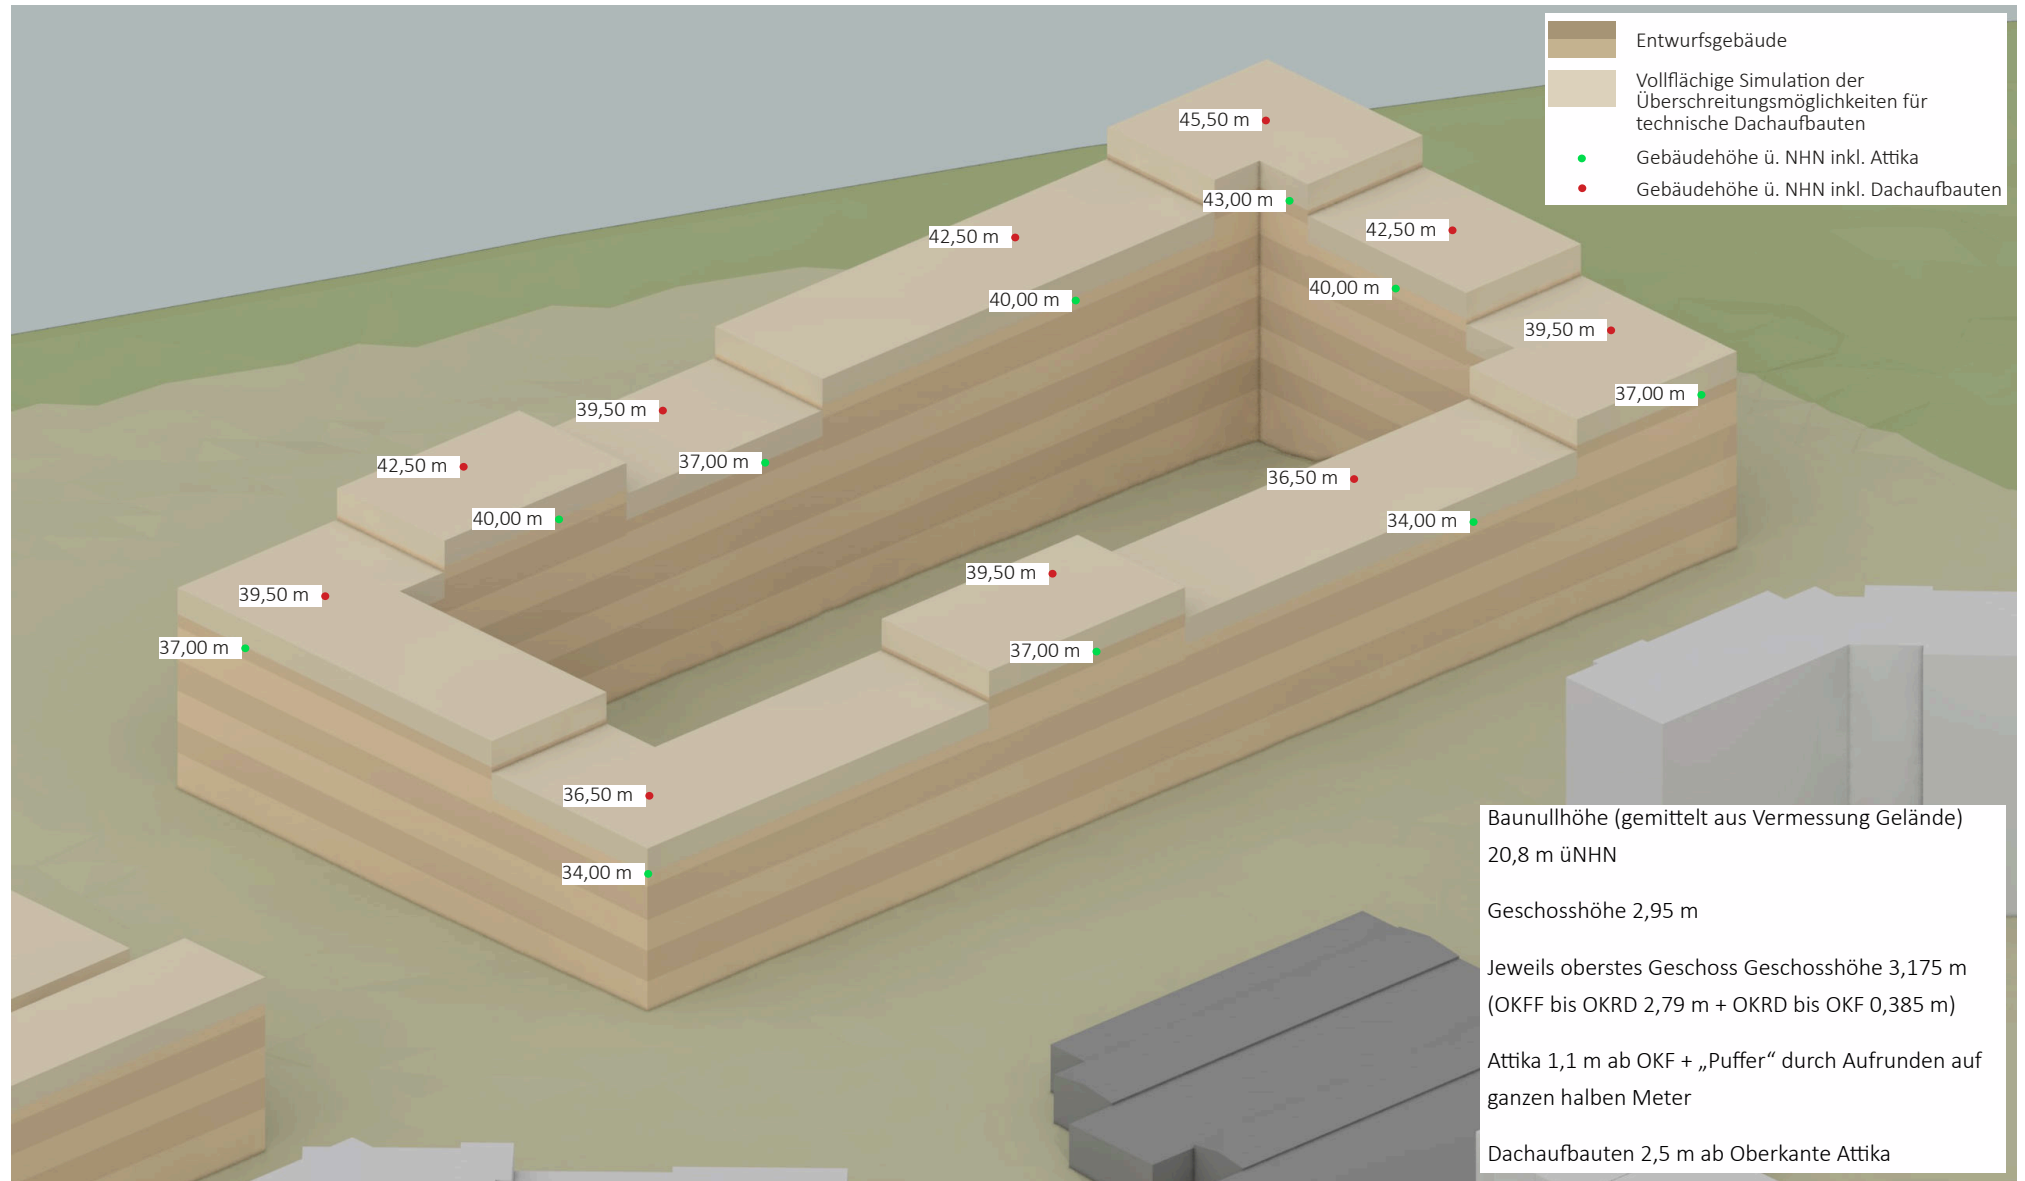 Entwurfsgebäude
Vollflächige Simulation der
Überschreitungsmöglichkeiten für
technische Dachaufbauten
Gebäudehöhe ü. NHN inkl. Attika
Gebäudehöhe ü. NHN inkl. Dachaufbauten
45,50 m
43,00 m
42,50 m
42,50 m
40,00 m
40,00 m
39,50 m
37,00 m
39,50 m
37,00 m
42,50 m
40,00 m
36,50 m
34,00 m
39,50 m
37,00 m
39,50 m
37,00 m
36,50 m
34,00 m
Baunullhöhe (gemittelt aus Vermessung Gelände)
20,8 m üNHN
Geschosshöhe 2,95 m
Jeweils oberstes Geschoss Geschosshöhe 3,175 m
(OKFF bis OKRD 2,79 m + OKRD bis OKF 0,385 m)
Attika 1,1 m ab OKF + „Puffer“ durch Aufrunden auf
ganzen halben Meter
Dachaufbauten 2,5 m ab Oberkante Attika